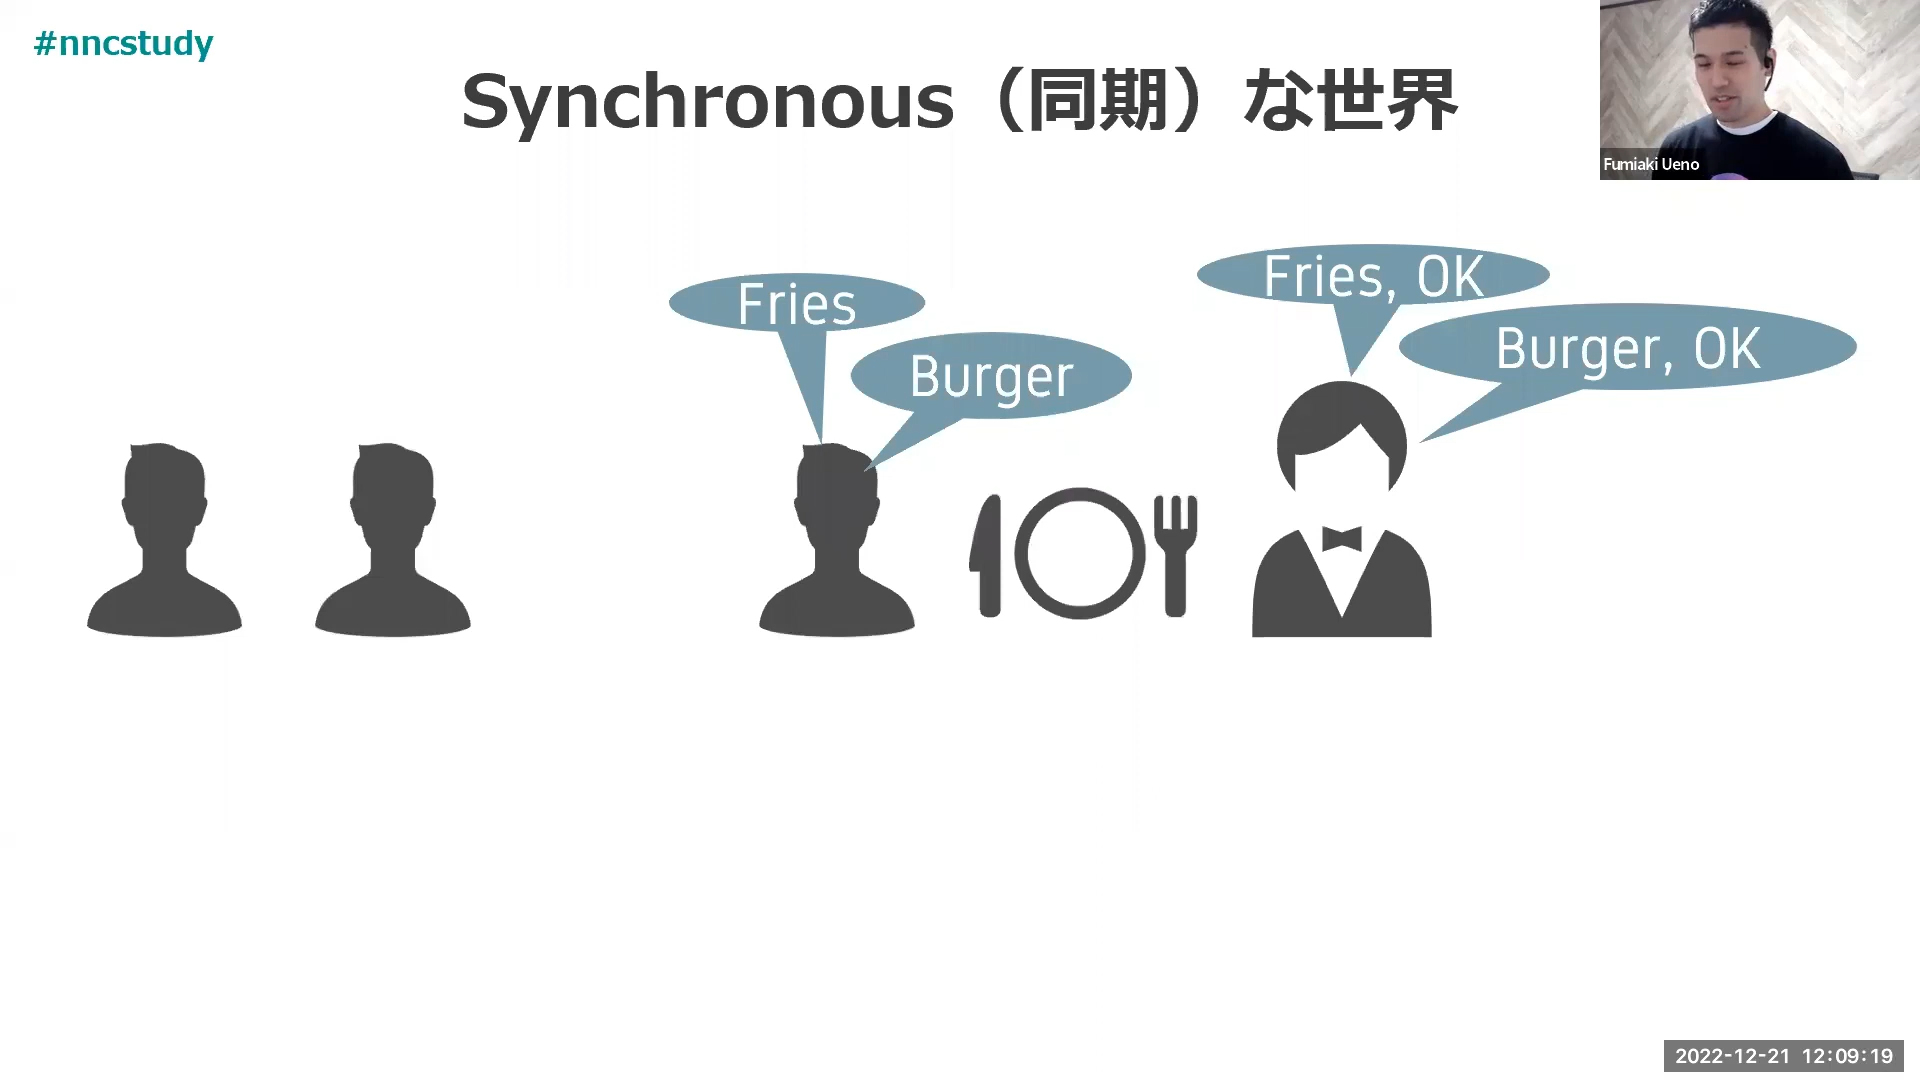 #nncstudy
Synchronous（同期）な世界
Fumiaki Ueno
Fries
Burger
Fries, OK
Burger, OK
2022-12-21 12:09:19